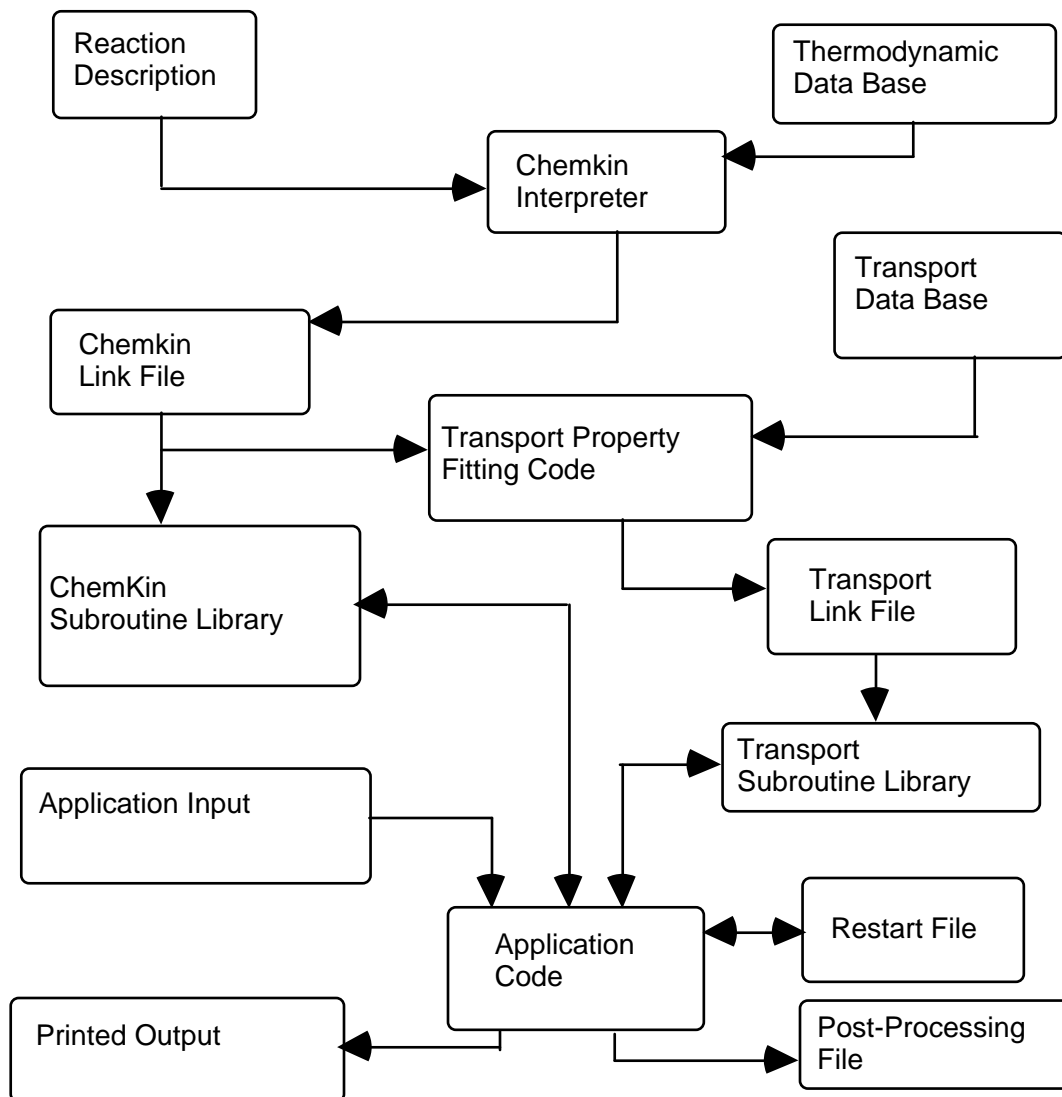 Reaction
Description
Thermodynamic
Data Base
Chemkin
Interpreter
Transport
Data Base
Chemkin
Link File
Transport Property
Fitting Code
ChemKin
Subroutine Library
Transport
Link File
Transport
Subroutine Library
Application Input
Application
Code
Restart File
Printed Output
Post-Processing
File